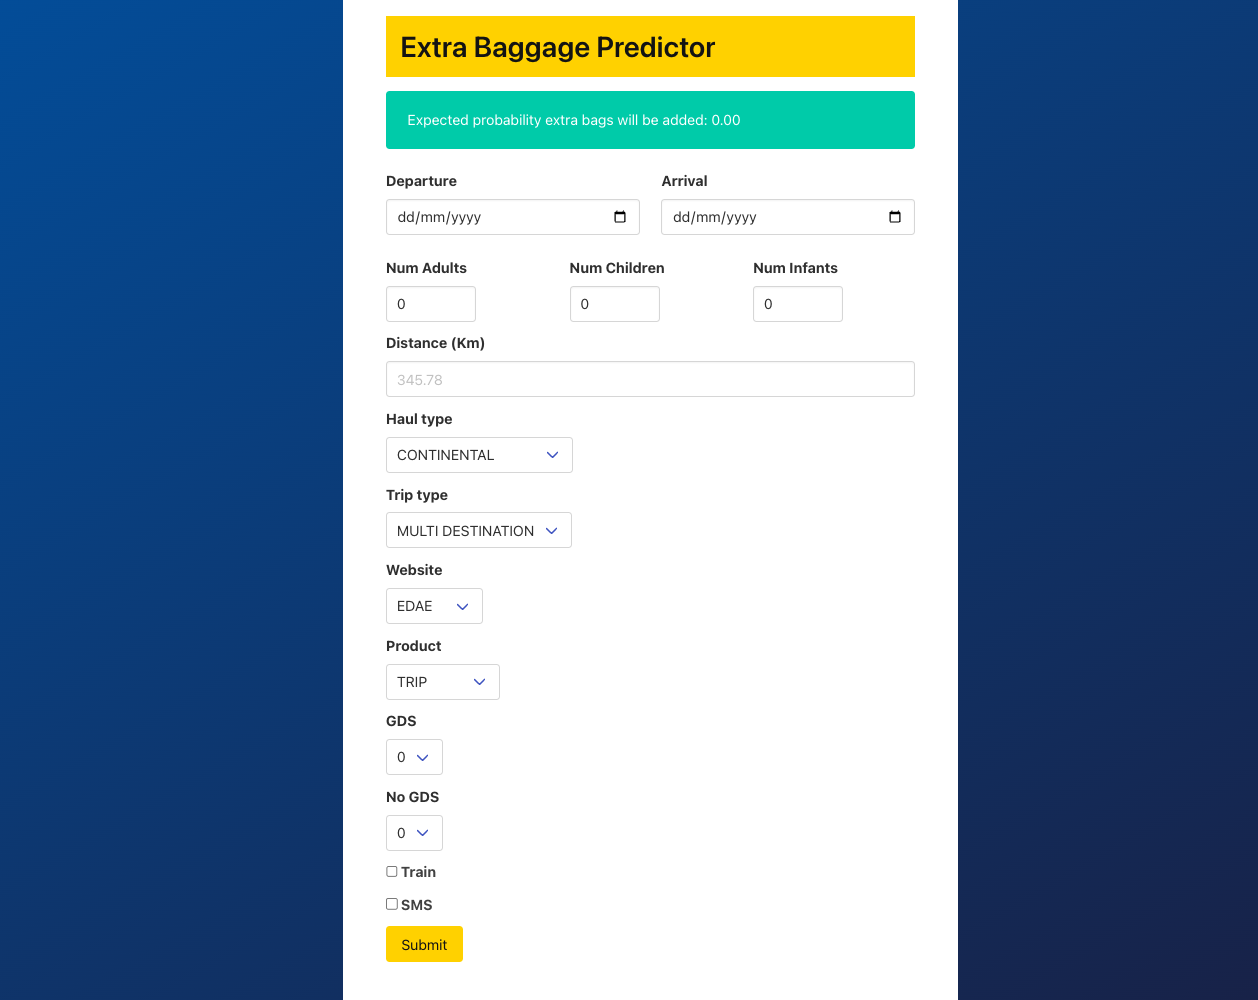 Extra Baggage Predictor
Expected probability extra bags will be added: 0.00
Departure Arrival
dd/mm/yyyy dd/mm/yyyy
Num Adults Num Children Num Infants
0 0 0
Distance (Km)
345.78
Haul type
CONTINENTAL
Trip type
MULTI DESTINATION
Website
EDAE
Product
TRIP
GDS
0
No GDS
0
Train
SMS
Submit